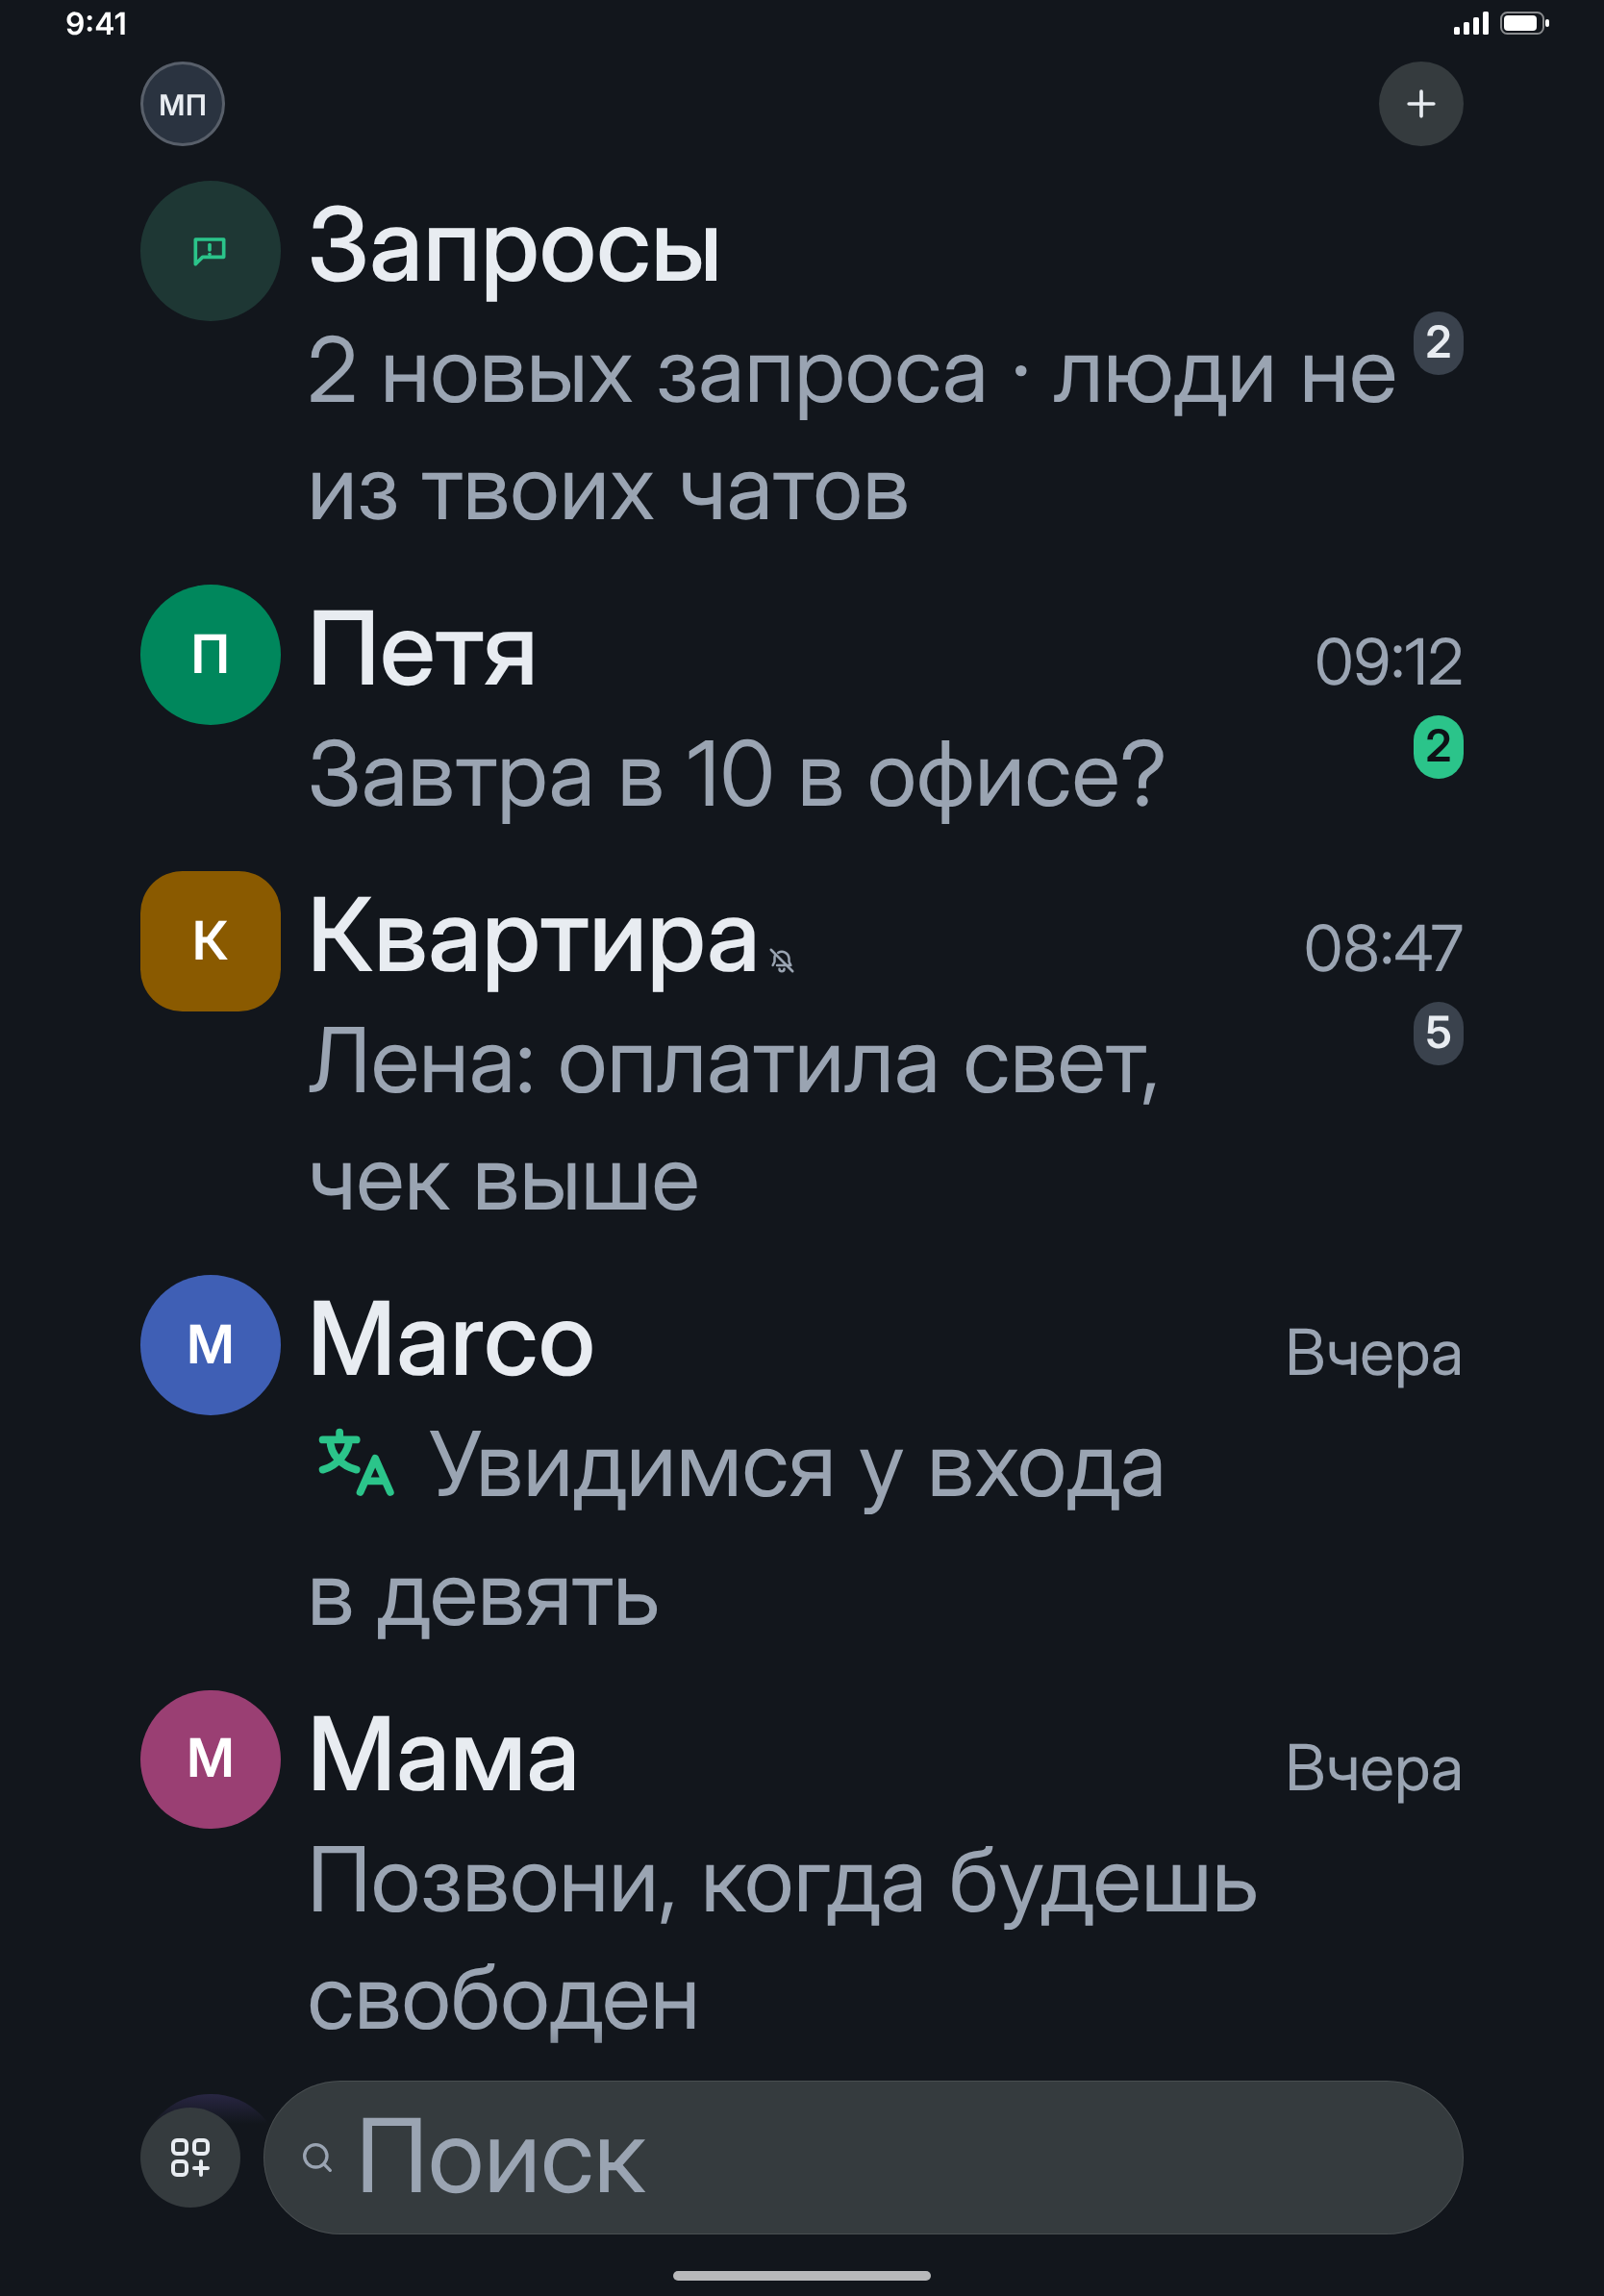 9:41
МП
Запросы
2 новых запроса · люди не
2
из твоих чатов
П
Петя
09:12
Завтра в 10 в офисе?
2
К
Квартира
08:47
Лена: оплатила свет,
5
чек выше
M
Marco
Вчера
文A Увидимся у входа
в девять
М
Мама
Вчера
Позвони, когда будешь
свободен
Поиск